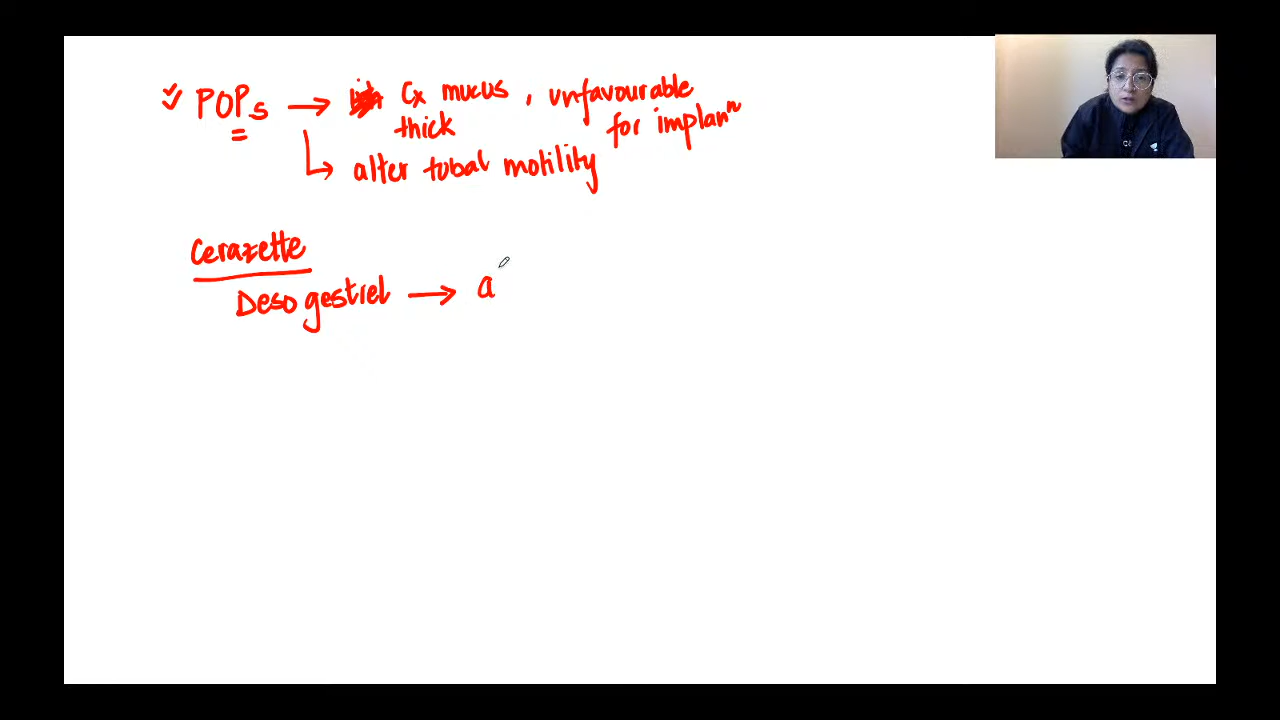 POPs → Cx mucus, unfavourable
thick for implanⁿ
↳ alter tubal motility
Cerazette
Desogestrel → a